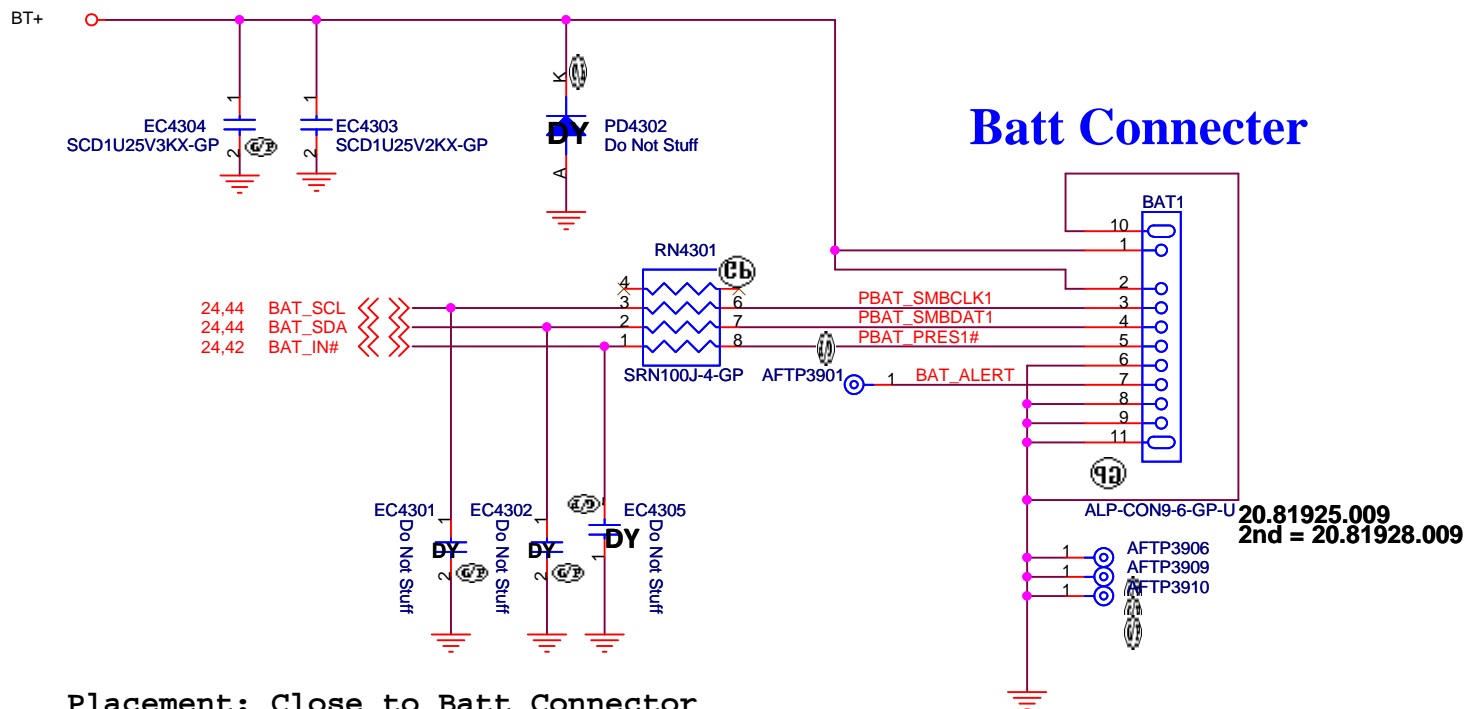 BT+
K
1
1
EC4304
SCD1U25V3KX-GP
EC4303
SCD1U25V2KX-GP
DY
PD4302
Do Not Stuff
2
G/P
2
A
Batt Connecter
BAT1
10
1
RN4301
4
2
24,44 BAT_SCL
3
6
PBAT_SMBCLK1
3
24,44 BAT_SDA
2
7
PBAT_SMBDAT1
4
24,42 BAT_IN#
1
8
PBAT_PRES1#
5
6
SRN100J-4-GP
AFTP3901
1
BAT_ALERT
7
8
9
11
EC4301
Do Not Stuff
1
DY
2
G/P
EC4302
Do Not Stuff
1
DY
2
G/P
EC4305
Do Not Stuff
DY
1
ALP-CON9-6-GP-U
20.81925.009
2nd = 20.81928.009
1 AFTP3906
1 AFTP3909
1 AFTP3910
Placement: Close to Batt Connector